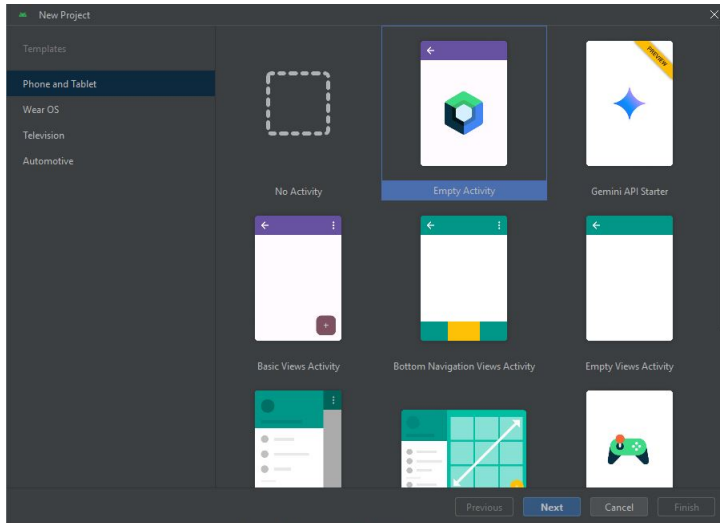 New Project
Templates
Phone and Tablet
Wear OS
Television
Automotive
PREVIEW
No Activity
Empty Activity
Gemini API Starter
Basic Views Activity
Bottom Navigation Views Activity
Empty Views Activity
Previous
Next
Cancel
Finish